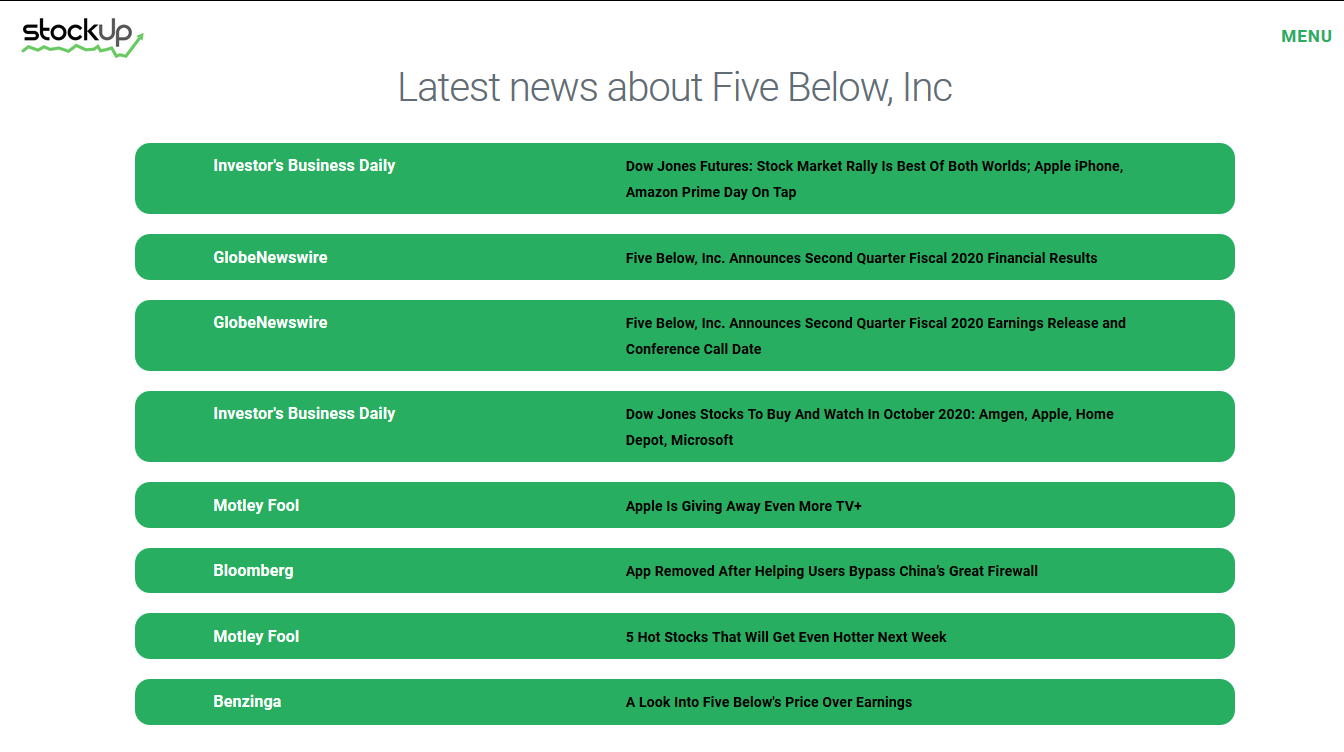 stockUp
MENU
Latest news about Five Below, Inc
Investor's Business Daily
Dow Jones Futures: Stock Market Rally Is Best Of Both Worlds; Apple iPhone,
Amazon Prime Day On Tap
GlobeNewswire
Five Below, Inc. Announces Second Quarter Fiscal 2020 Financial Results
GlobeNewswire
Five Below, Inc. Announces Second Quarter Fiscal 2020 Earnings Release and
Conference Call Date
Investor's Business Daily
Dow Jones Stocks To Buy And Watch In October 2020: Amgen, Apple, Home
Depot, Microsoft
Motley Fool
Apple Is Giving Away Even More TV+
Bloomberg
App Removed After Helping Users Bypass China’s Great Firewall
Motley Fool
5 Hot Stocks That Will Get Even Hotter Next Week
Benzinga
A Look Into Five Below's Price Over Earnings